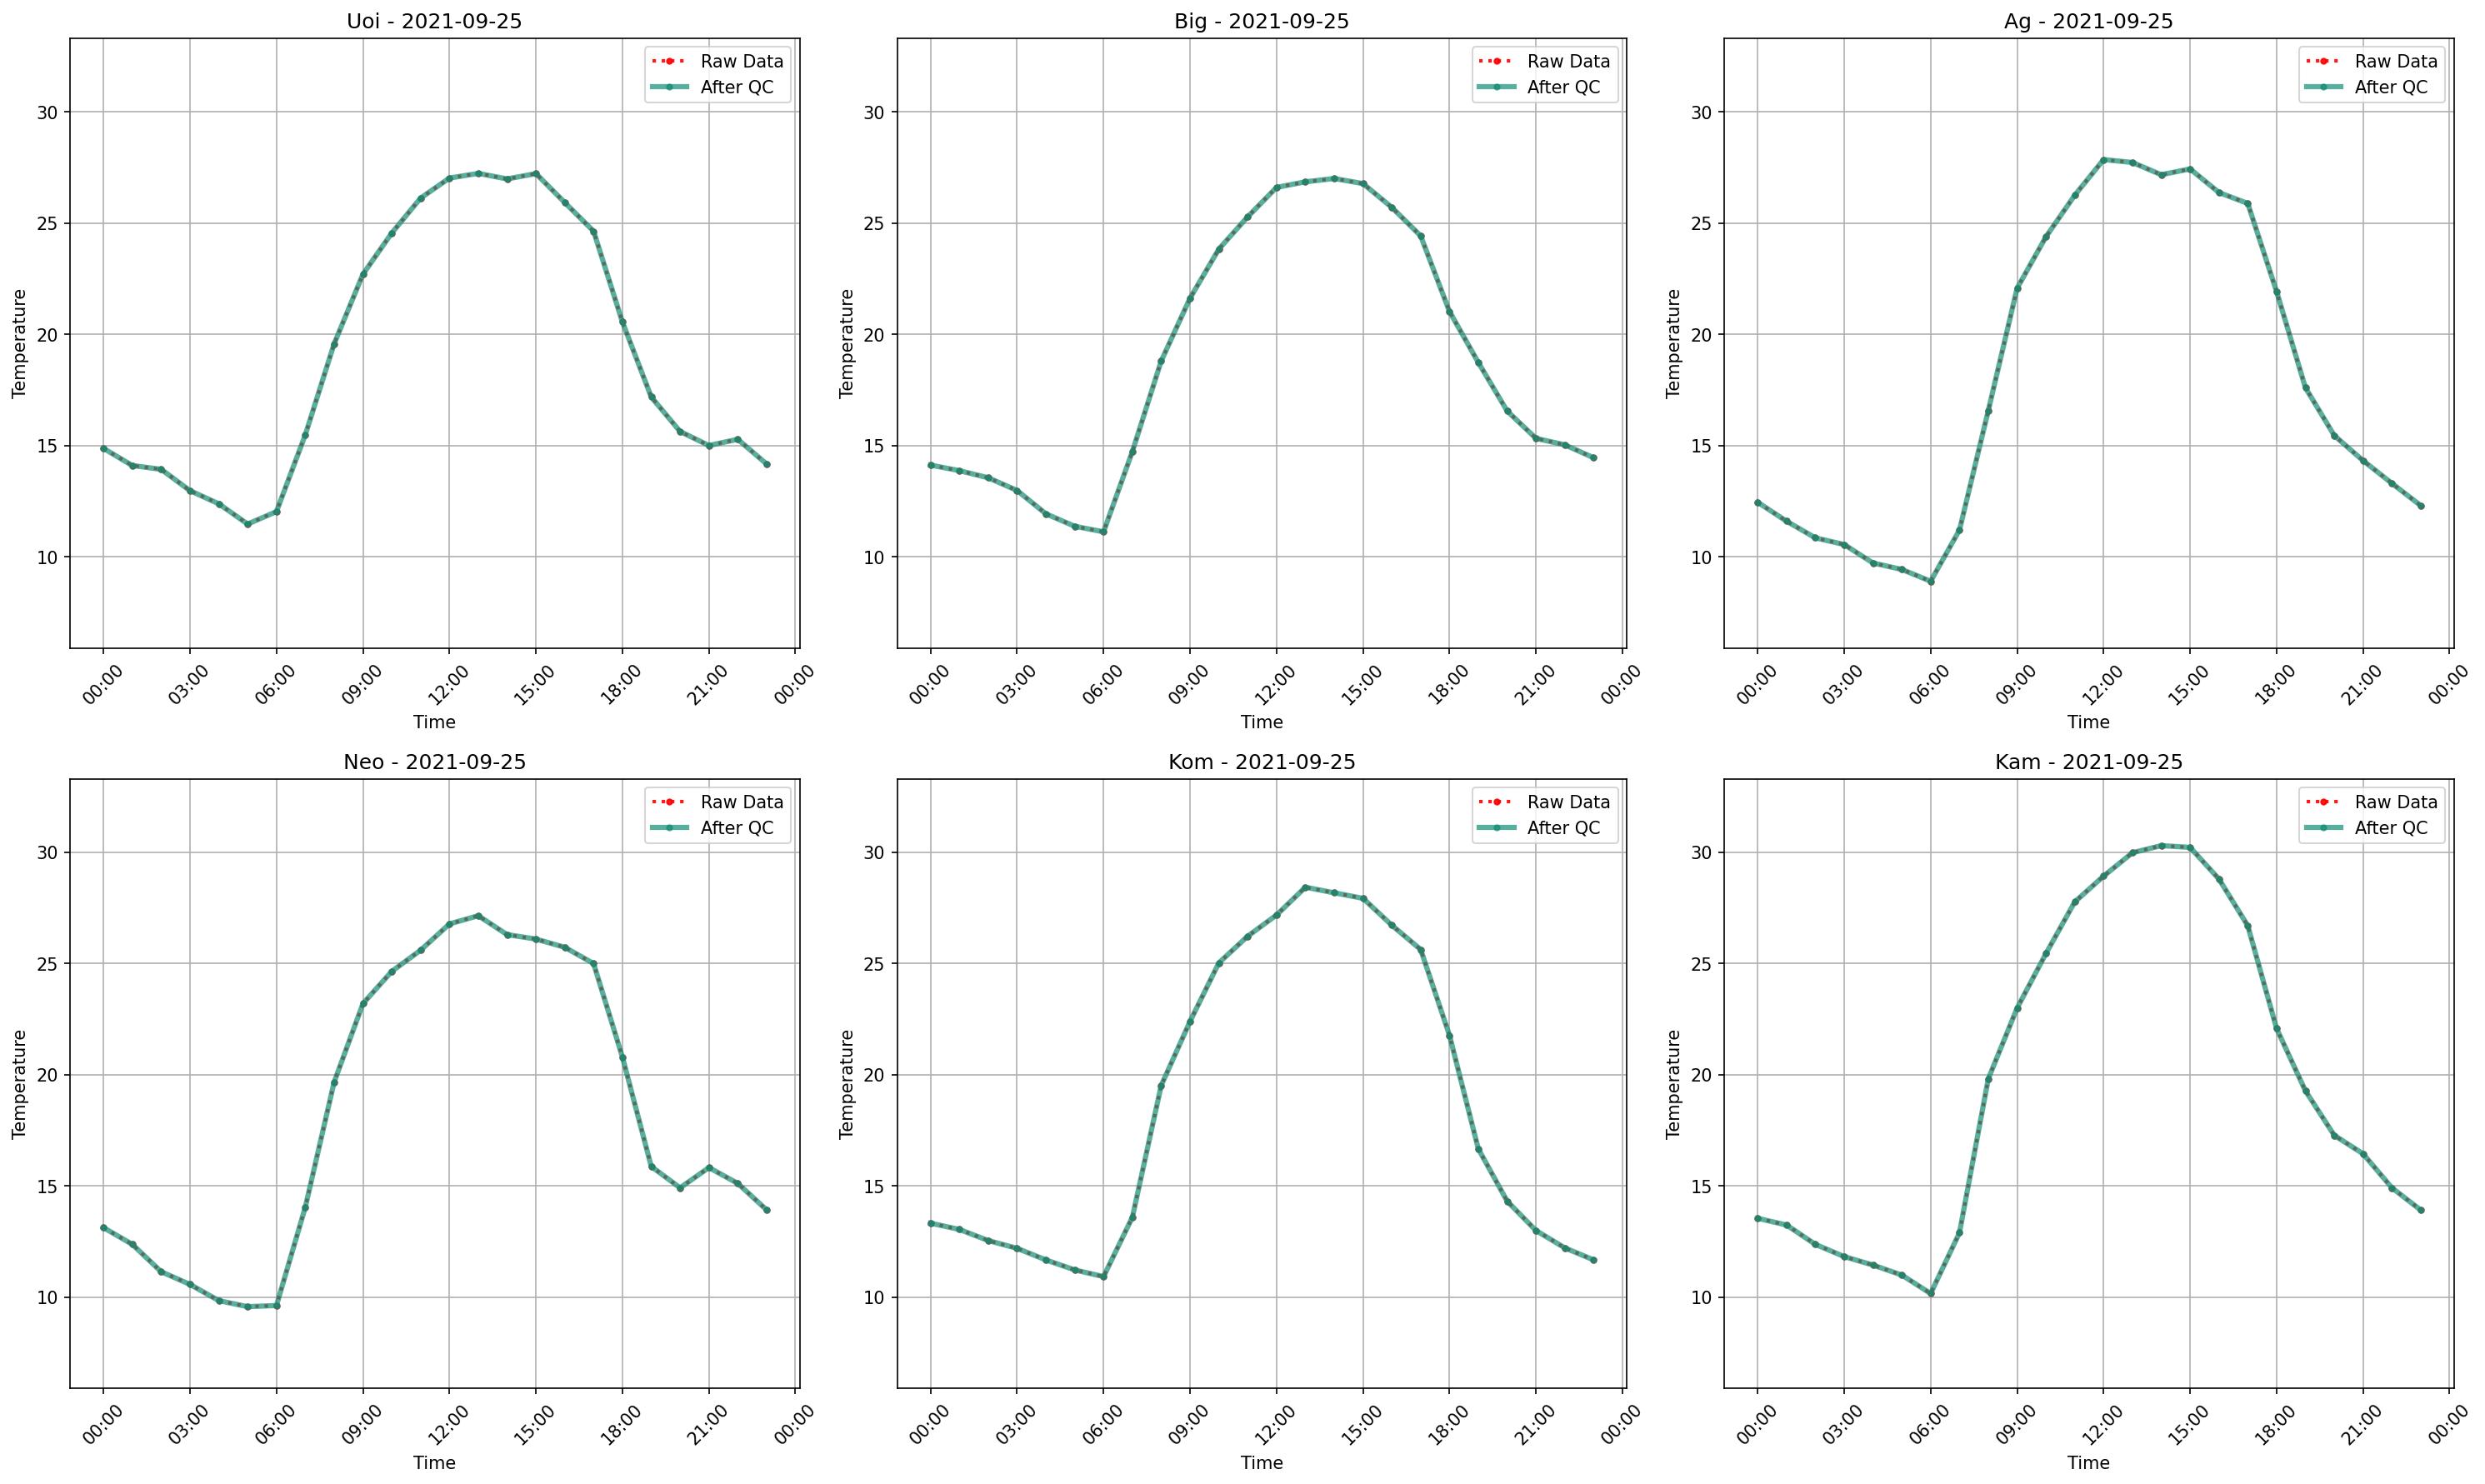 Uoi - 2021-09-25
Raw Data
After QC
Temperature
30
25
20
15
10
00:00
03:00
06:00
09:00
12:00
15:00
18:00
21:00
00:00
Time
Big - 2021-09-25
Raw Data
After QC
Temperature
30
25
20
15
10
00:00
03:00
06:00
09:00
12:00
15:00
18:00
21:00
00:00
Time
Ag - 2021-09-25
Raw Data
After QC
Temperature
30
25
20
15
10
00:00
03:00
06:00
09:00
12:00
15:00
18:00
21:00
00:00
Time
Neo - 2021-09-25
Raw Data
After QC
Temperature
30
25
20
15
10
00:00
03:00
06:00
09:00
12:00
15:00
18:00
21:00
00:00
Time
Kom - 2021-09-25
Raw Data
After QC
Temperature
30
25
20
15
10
00:00
03:00
06:00
09:00
12:00
15:00
18:00
21:00
00:00
Time
Kam - 2021-09-25
Raw Data
After QC
Temperature
30
25
20
15
10
00:00
03:00
06:00
09:00
12:00
15:00
18:00
21:00
00:00
Time